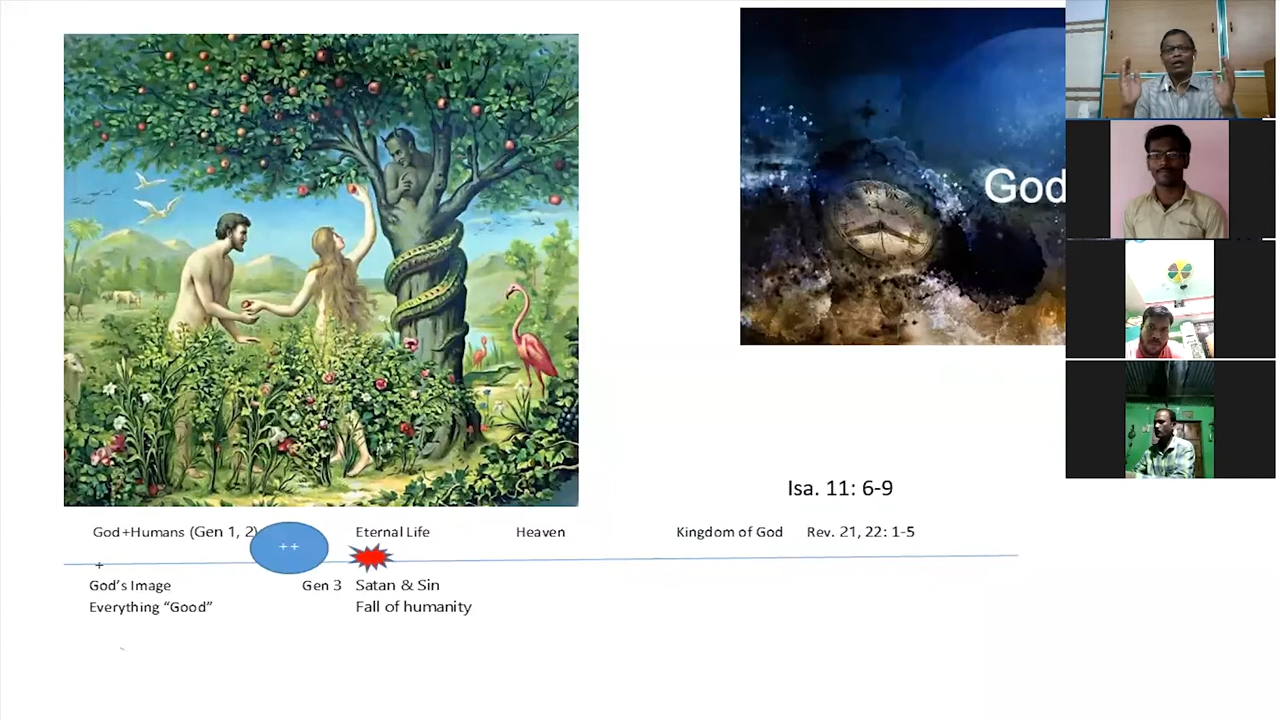 God
Isa. 11: 6-9
God+Humans (Gen 1, 2) Eternal Life Heaven Kingdom of God Rev. 21, 22: 1-5
++
+
God’s Image Gen 3 Satan & Sin
Everything “Good” Fall of humanity